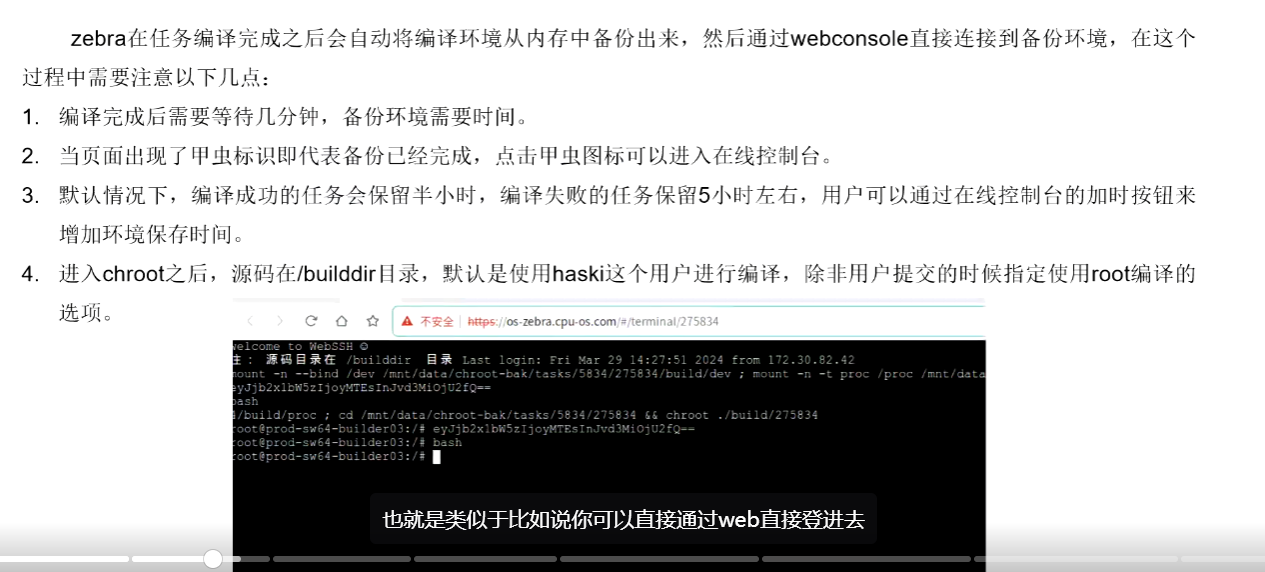 zebra在任务编译完成之后会自动将编译环境从内存中备份出来，然后通过webconsole直接连接到备份环境，在这个
过程中需要注意以下几点：
1. 编译完成后需要等待几分钟，备份环境需要时间。
2. 当页面出现了甲虫标识即代表备份已经完成，点击甲虫图标可以进入在线控制台。
3. 默认情况下，编译成功的任务会保留半小时，编译失败的任务保留5小时左右，用户可以通过在线控制台的加时按钮来
增加环境保存时间。
4. 进入chroot之后，源码在/builddir目录，默认是使用haski这个用户进行编译，除非用户提交的时候指定使用root编译的
选项。
不安全 https://os-zebra.cpu-os.com/#/terminal/275834
welcome to WebSSH ☺
注： 源码目录在 /builddir 目录 Last login: Fri Mar 29 14:27:51 2024 from 172.30.82.42
mount -n --bind /dev /mnt/data/chroot-bak/tasks/5834/275834/build/dev ; mount -n -t proc /proc /mnt/data
eyJjb2x1bW5zIjoyMTEsInJvd3MiOjU2fQ==
bash
4/build/proc ; cd /mnt/data/chroot-bak/tasks/5834/275834 && chroot ./build/275834
root@prod-sw64-builder03:/# eyJjb2x1bW5zIjoyMTEsInJvd3MiOjU2fQ==
root@prod-sw64-builder03:/# bash
root@prod-sw64-builder03:/#
也就是类似于比如说你可以直接通过web直接登进去